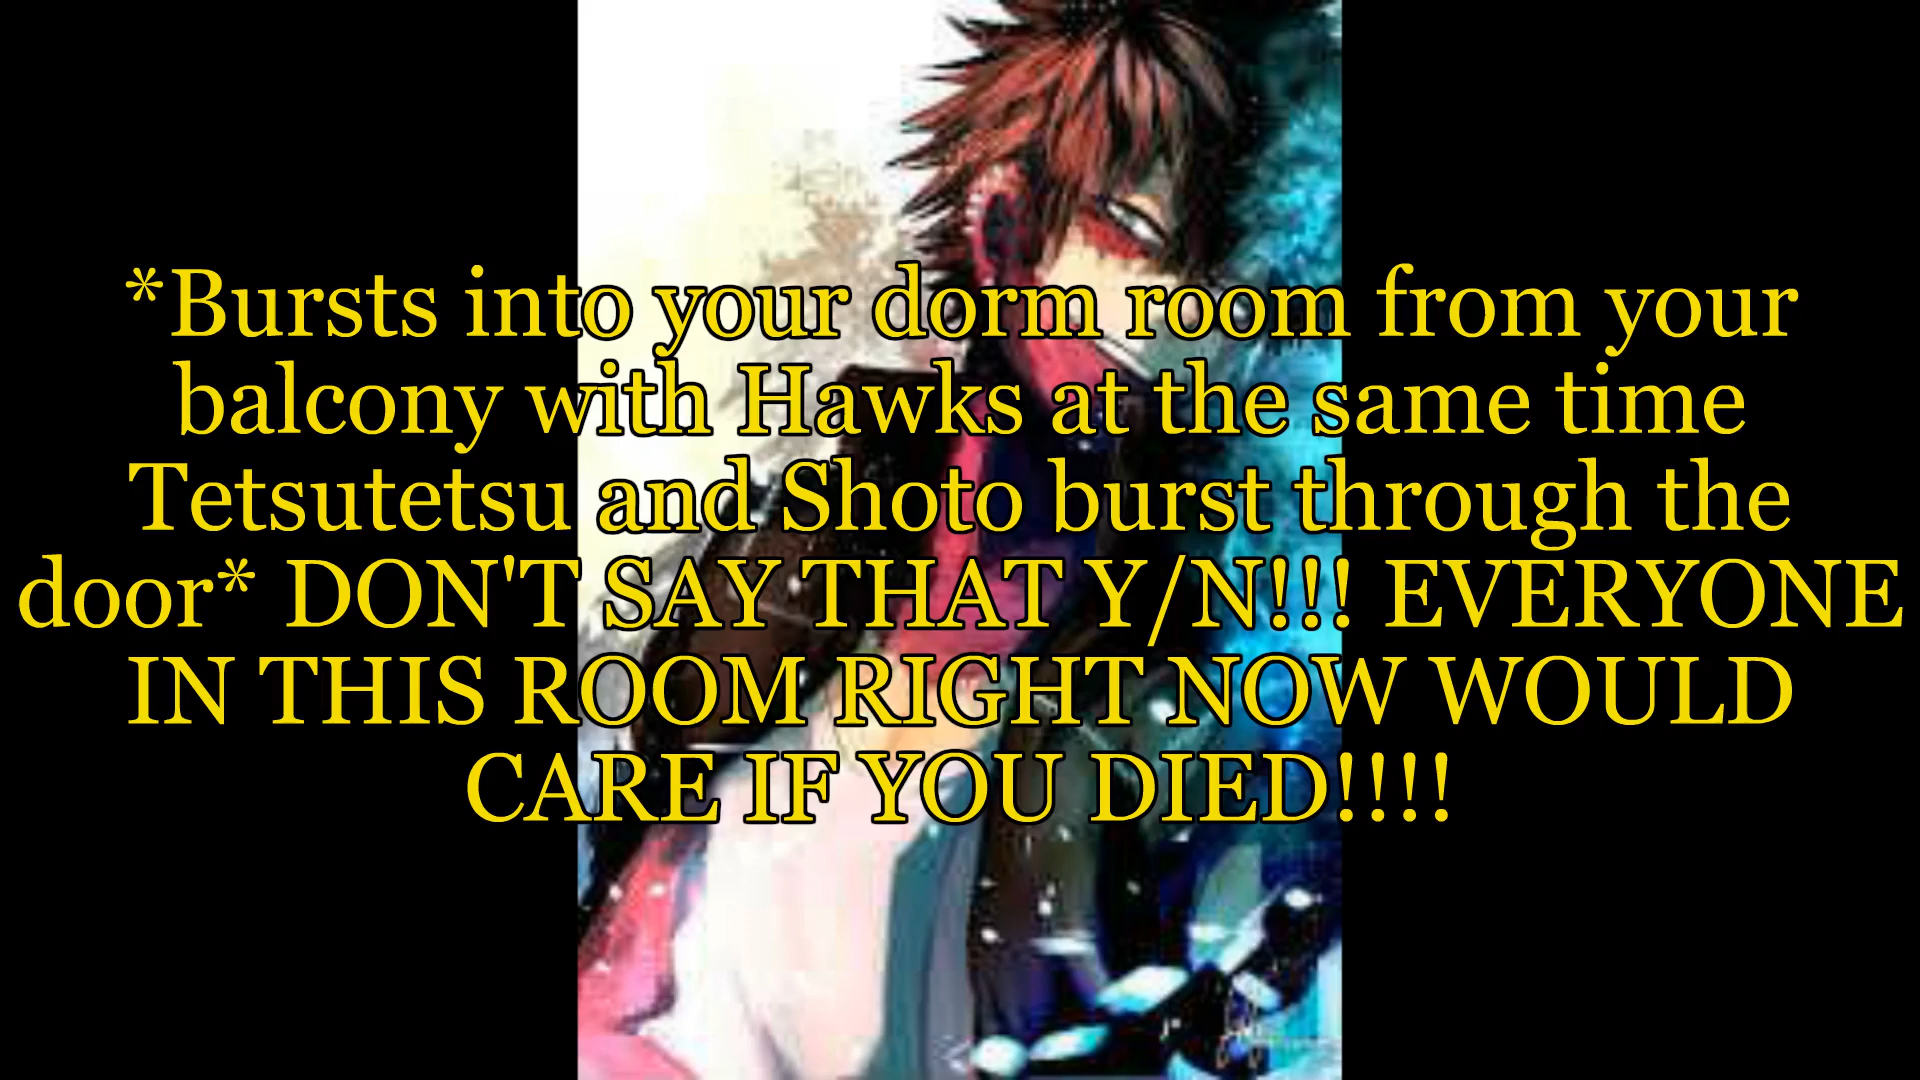 *Bursts into your dorm room from your
balcony with Hawks at the same time
Tetsutetsu and Shoto burst through the
door* DON'T SAY THAT Y/N!!! EVERYONE
IN THIS ROOM RIGHT NOW WOULD
CARE IF YOU DIED!!!!